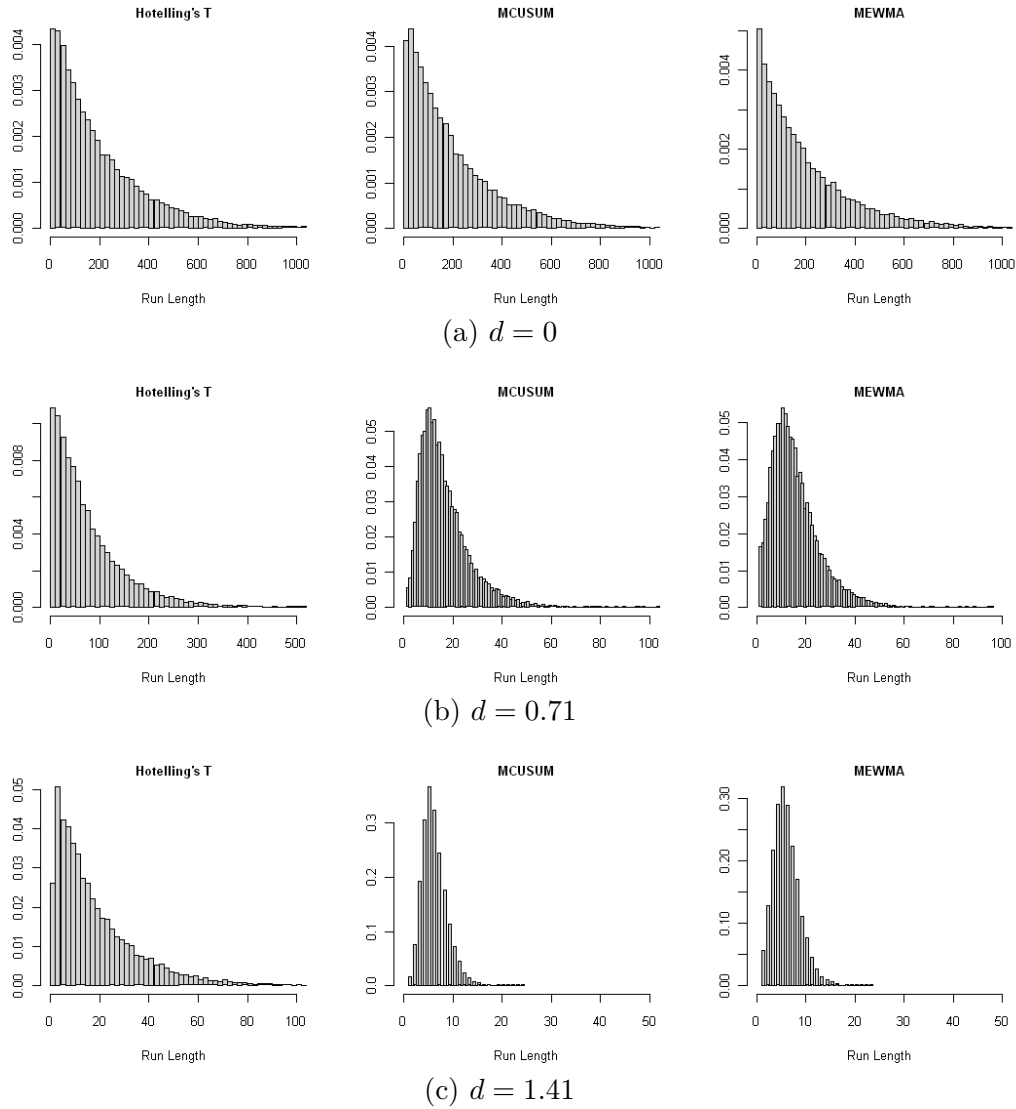 Hotelling's T
MCUSUM
MEWMA
0.000 0.001 0.002 0.003 0.004
0.000 0.001 0.002 0.003 0.004
0.000 0.002 0.004
0 200 400 600 800 1000
0 200 400 600 800 1000
0 200 400 600 800 1000
Run Length
Run Length
Run Length
(a) d = 0
Hotelling's T
MCUSUM
MEWMA
0.000 0.004 0.008
0.00 0.01 0.02 0.03 0.04 0.05
0.00 0.01 0.02 0.03 0.04 0.05
0 100 200 300 400 500
0 20 40 60 80 100
0 20 40 60 80 100
Run Length
Run Length
Run Length
(b) d = 0.71
Hotelling's T
MCUSUM
MEWMA
0.00 0.01 0.02 0.03 0.04 0.05
0.0 0.1 0.2 0.3
0.00 0.10 0.20 0.30
0 20 40 60 80 100
0 10 20 30 40 50
0 10 20 30 40 50
Run Length
Run Length
Run Length
(c) d = 1.41